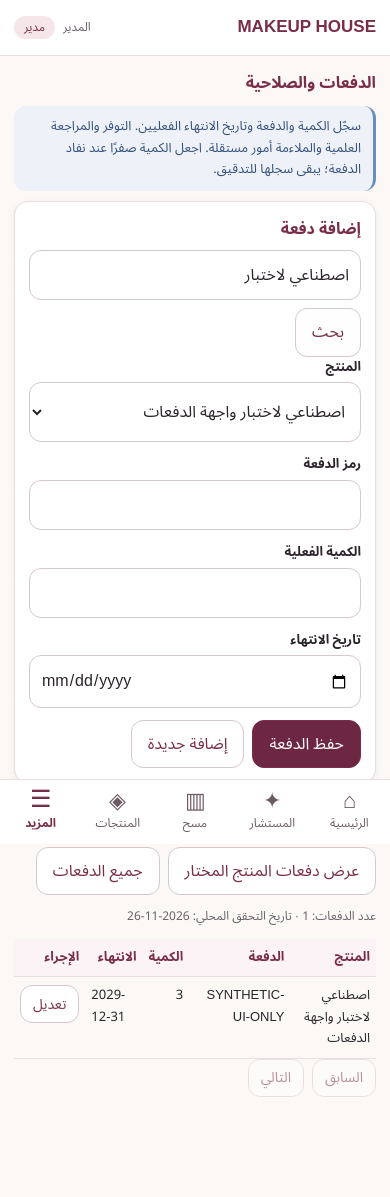 MAKEUP HOUSE
المدير
مدير
الدفعات والصلاحية
سجّل الكمية والدفعة وتاريخ الانتهاء الفعليين. التوفر والمراجعة
العلمية والملاءمة أمور مستقلة. اجعل الكمية صفرًا عند نفاد
الدفعة؛ يبقى سجلها للتدقيق.
إضافة دفعة
اصطناعي لاختبار
بحث
المنتج
اصطناعي لاختبار واجهة الدفعات
رمز الدفعة
الكمية الفعلية
تاريخ الانتهاء
mm/dd/yyyy
حفظ الدفعة
إضافة جديدة
الرئيسية
المستشار
مسح
المنتجات
المزيد
عرض دفعات المنتج المختار
جميع الدفعات
عدد الدفعات: 1 · تاريخ التحقق المحلي: 2026-11-26
المنتج الدفعة الكمية الانتهاء الإجراء
اصطناعي SYNTHETIC- 3 2029- تعديل
لاختبار واجهة UI-ONLY 12-31
الدفعات
السابق
التالي